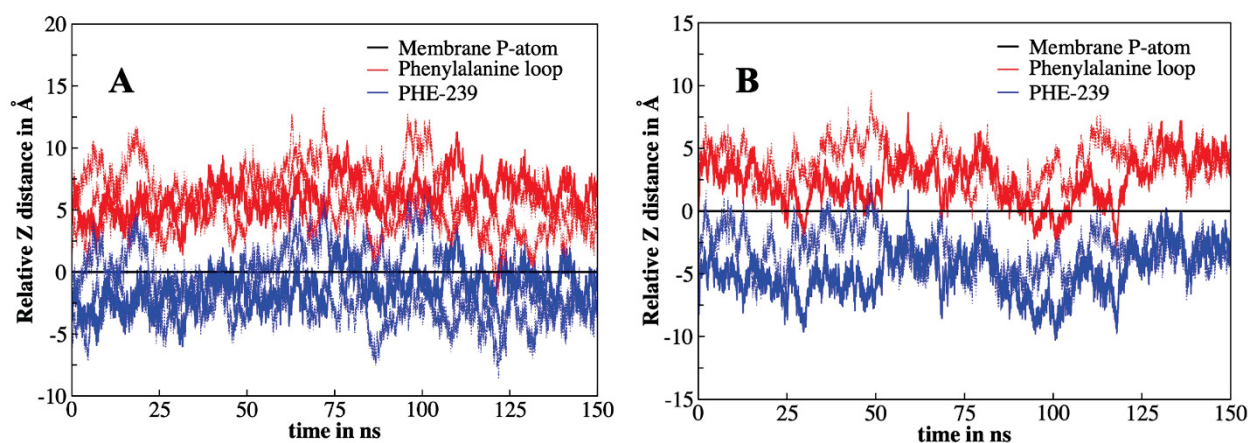 A
Membrane P-atom
Phenylalanine loop
PHE-239
Relative Z distance in Å
20
15
10
5
0
-5
-10
0 25 50 75 100 125 150
time in ns
B
Membrane P-atom
Phenylalanine loop
PHE-239
Relative Z distance in Å
15
10
5
0
-5
-10
-15
0 25 50 75 100 125 150
time in ns